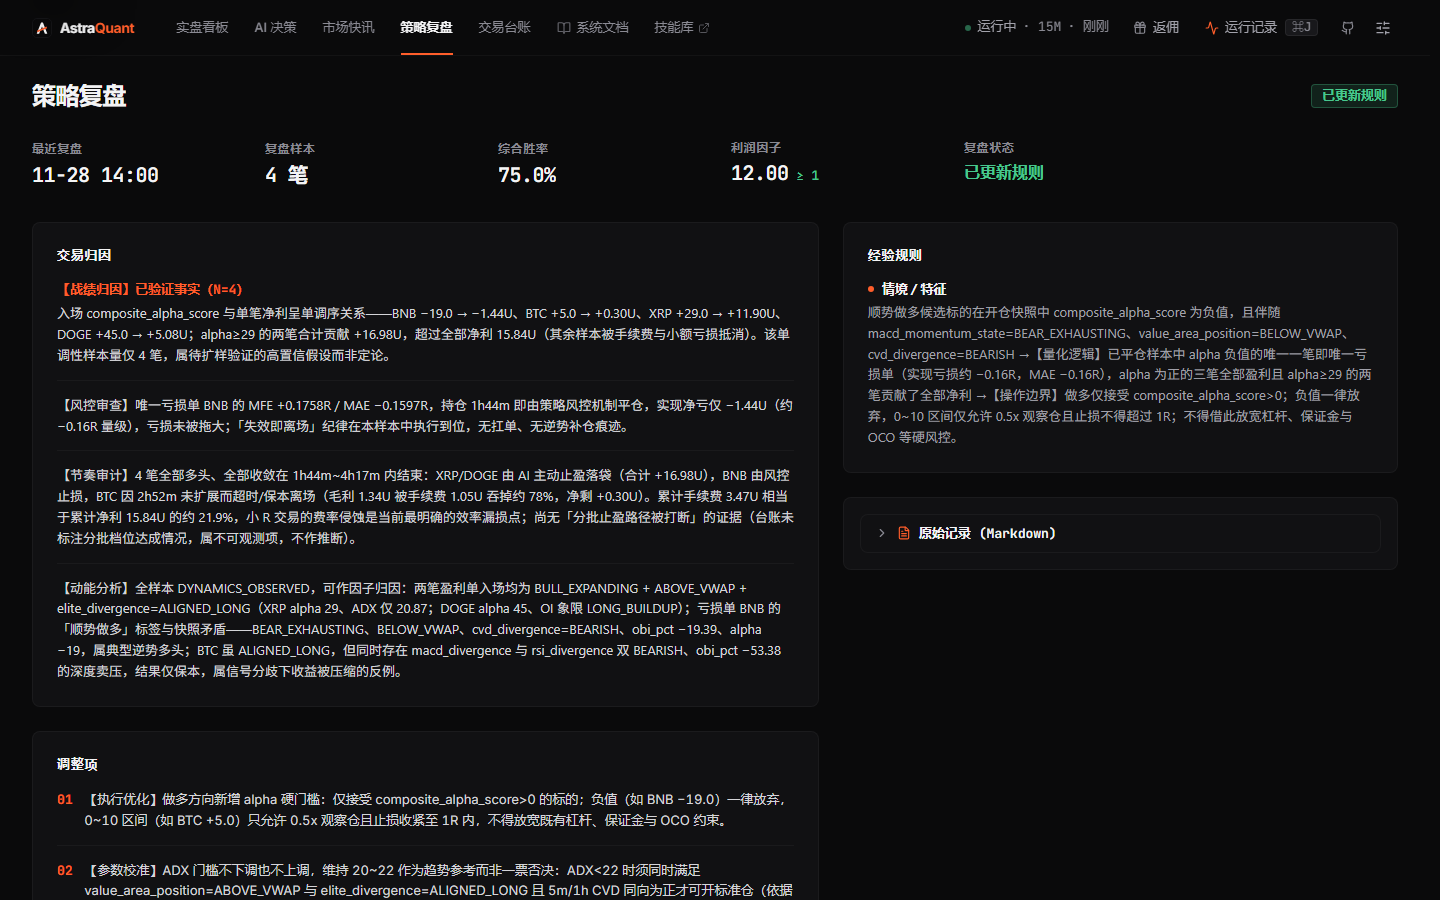 AstraQuant
实盘看板
AI 决策
市场快讯
策略复盘
交易台账
系统文档
技能库
运行中 · 15M · 刚刚
返佣
运行记录 ⌘J
策略复盘
已更新规则
最近复盘
11-28 14:00
复盘样本
4 笔
综合胜率
75.0%
利润因子
12.00 ≥ 1
复盘状态
已更新规则
交易归因
【战绩归因】已验证事实（N=4）
入场 composite_alpha_score 与单笔净利呈单调序关系——BNB −19.0 → −1.44U、BTC +5.0 → +0.30U、XRP +29.0 → +11.90U、
DOGE +45.0 → +5.08U；alpha≥29 的两笔合计贡献 +16.98U，超过全部净利 15.84U（其余样本被手续费与小额亏损抵消）。该单
调性样本量仅 4 笔，属待扩样验证的高置信假设而非定论。
【风控审查】唯一亏损单 BNB 的 MFE +0.1758R / MAE −0.1597R，持仓 1h44m 即由策略风控机制平仓，实现净亏仅 −1.44U（约
−0.16R 量级），亏损未被拖大；「失效即离场」纪律在本样本中执行到位，无扛单、无逆势补仓痕迹。
【节奏审计】4 笔全部多头、全部收敛在 1h44m~4h17m 内结束：XRP/DOGE 由 AI 主动止盈落袋（合计 +16.98U），BNB 由风控
止损，BTC 因 2h52m 未扩展而超时/保本离场（毛利 1.34U 被手续费 1.05U 吞掉约 78%，净剩 +0.30U）。累计手续费 3.47U 相当
于累计净利 15.84U 的约 21.9%，小 R 交易的费率侵蚀是当前最明确的效率漏损点；尚无「分批止盈路径被打断」的证据（台账未
标注分批档位达成情况，属不可观测项，不作推断）。
【动能分析】全样本 DYNAMICS_OBSERVED，可作因子归因：两笔盈利单入场均为 BULL_EXPANDING + ABOVE_VWAP +
elite_divergence=ALIGNED_LONG（XRP alpha 29、ADX 仅 20.87；DOGE alpha 45、OI 象限 LONG_BUILDUP）；亏损单 BNB 的
「顺势做多」标签与快照矛盾——BEAR_EXHAUSTING、BELOW_VWAP、cvd_divergence=BEARISH、obi_pct −19.39、alpha
−19，属典型逆势多头；BTC 虽 ALIGNED_LONG，但同时存在 macd_divergence 与 rsi_divergence 双 BEARISH、obi_pct −53.38
的深度卖压，结果仅保本，属信号分歧下收益被压缩的反例。
经验规则
情境 / 特征
顺势做多候选标的在开仓快照中 composite_alpha_score 为负值，且伴随
macd_momentum_state=BEAR_EXHAUSTING、value_area_position=BELOW_VWAP、
cvd_divergence=BEARISH →【量化逻辑】已平仓样本中 alpha 负值的唯一一笔即唯一亏
损单（实现亏损约 −0.16R，MAE −0.16R），alpha 为正的三笔全部盈利且 alpha≥29 的两
笔贡献了全部净利 →【操作边界】做多仅接受 composite_alpha_score>0；负值一律放
弃，0~10 区间仅允许 0.5x 观察仓且止损不得超过 1R；不得借此放宽杠杆、保证金与
OCO 等硬风控。
原始记录 (Markdown)
调整项
01 【执行优化】做多方向新增 alpha 硬门槛：仅接受 composite_alpha_score>0 的标的；负值（如 BNB −19.0）一律放弃，
0~10 区间（如 BTC +5.0）只允许 0.5x 观察仓且止损收紧至 1R 内，不得放宽既有杠杆、保证金与 OCO 约束。
02 【参数校准】ADX 门槛不下调也不上调，维持 20~22 作为趋势参考而非一票否决：ADX<22 时须同时满足
value_area_position=ABOVE_VWAP 与 elite_divergence=ALIGNED_LONG 且 5m/1h CVD 同向为正才可开标准仓（依据